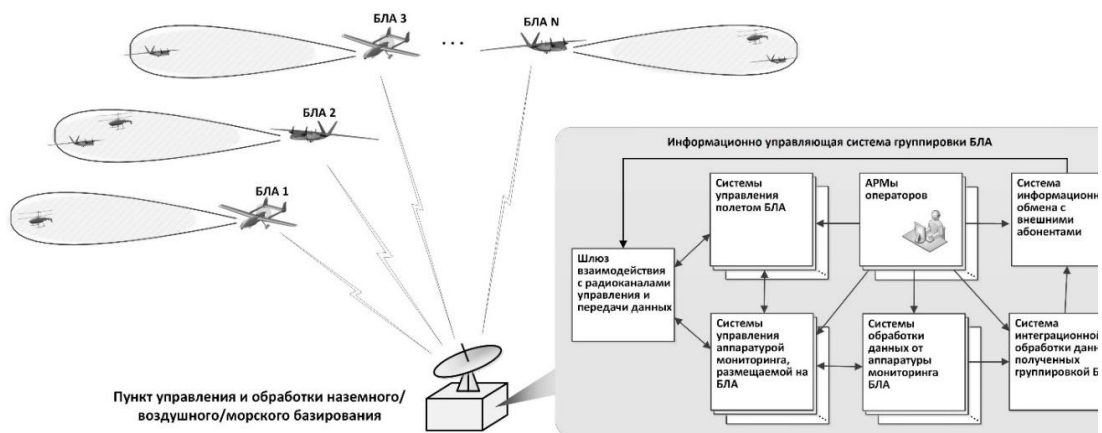 БЛА 3
...
БЛА N
БЛА 2
БЛА 1
Пункт управления и обработки наземного/
воздушного/морского базирования
Информационно управляющая система группировки БЛА
Шлюз
взаимодействия
с радиоканалами
управления и
передачи данных
Системы
управления
полетом БЛА
АРМы
операторов
Система
информационн
обмена с
внешними
абонентами
Системы
управления
аппаратурой
мониторинга,
размещаемой на
БЛА
Системы
обработки
данных от
аппаратуры
мониторинга
БЛА
Система
интеграционной
обработки данн
полученных
группировкой Б